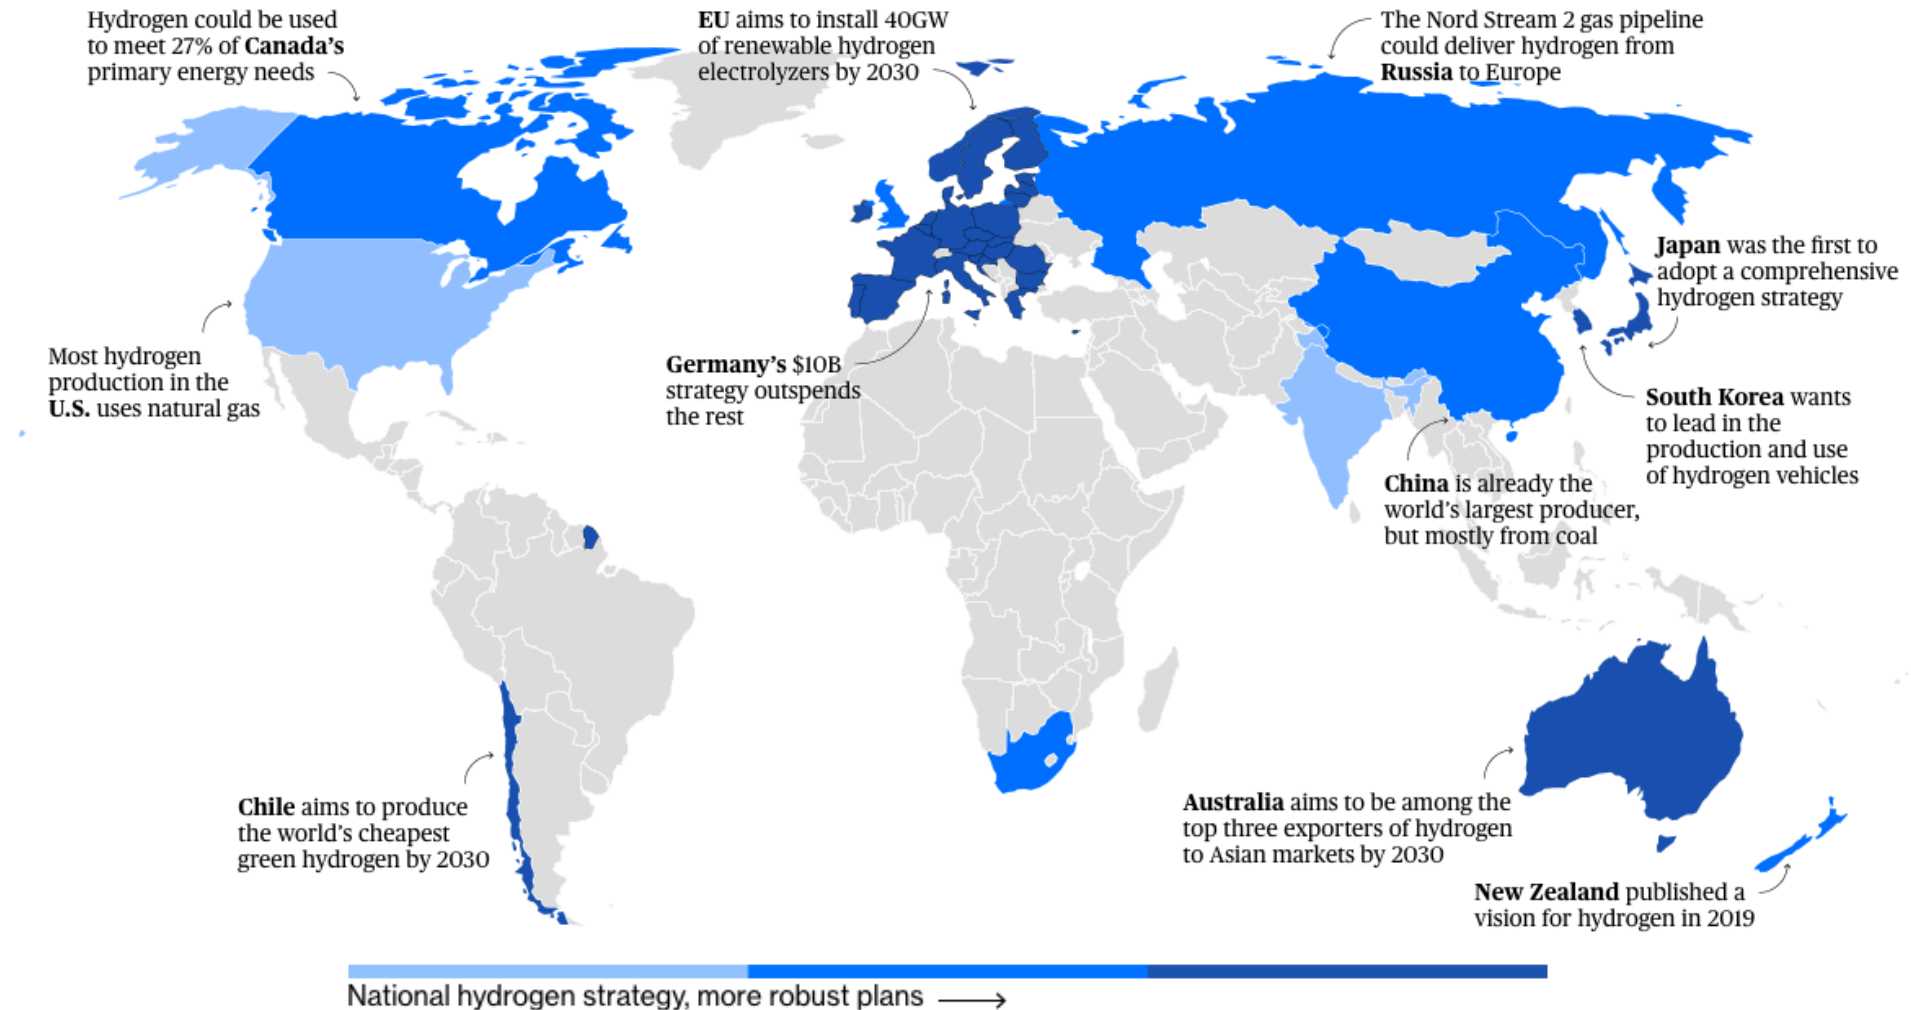 Hydrogen could be used
to meet 27% of Canada's
primary energy needs
EU aims to install 40GW
of renewable hydrogen
electrolyzers by 2030
The Nord Stream 2 gas pipeline
could deliver hydrogen from
Russia to Europe
Japan was the first to
adopt a comprehensive
hydrogen strategy
Most hydrogen
production in the
U.S. uses natural gas
Germany's $10B
strategy outspends
the rest
South Korea wants
to lead in the
production and use
of hydrogen vehicles
China is already the
world's largest producer,
but mostly from coal
Chile aims to produce
the world's cheapest
green hydrogen by 2030
Australia aims to be among the
top three exporters of hydrogen
to Asian markets by 2030
New Zealand published a
vision for hydrogen in 2019
National hydrogen strategy, more robust plans